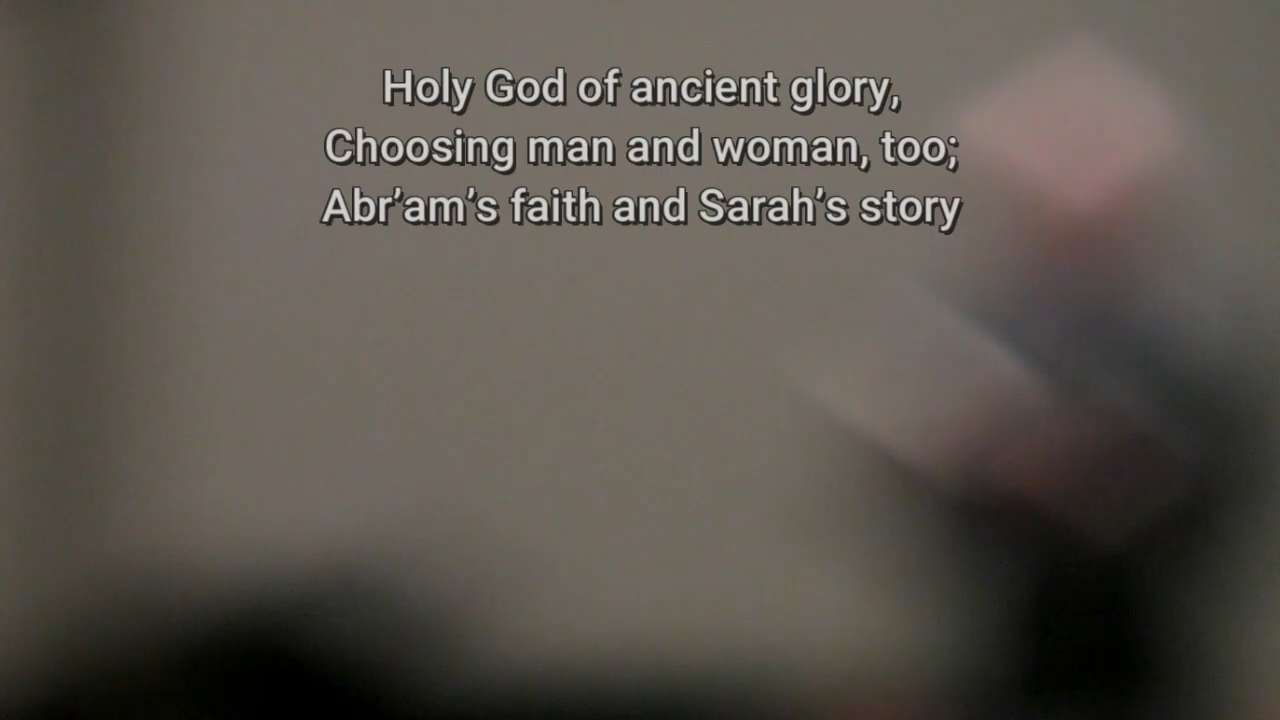 Holy God of ancient glory,
Choosing man and woman, too;
Abr’am’s faith and Sarah’s story